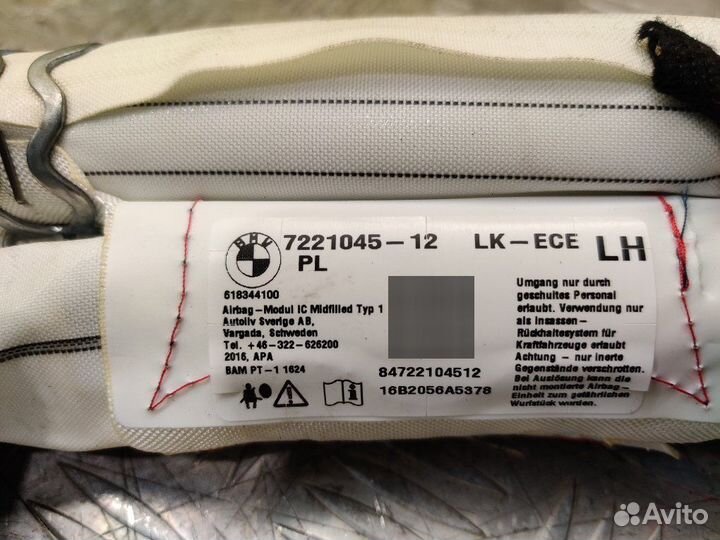 BMW
7221045-12 LK-ECE LH
PL
618344100
Airbag-Modul IC Midfilled Typ 1
Autoliv Sverige AB,
Vargada, Schweden
Tel. +46-322-626200
2016, APA
BAM PT-1 1624
84722104512
16B2056A5378
Umgang nur durch
geschultes Personal
erlaubt. Verwendung nur
als Insassen-
Rückhaltesystem für
Kraftfahrzeuge erlaubt
Achtung - nur inerte
Gegenstände verschrotten.
Bei Auslösung kann die
nicht montierte Airbag-
Einheit zum gefährlichen
Wurfstück wurden.
Avito